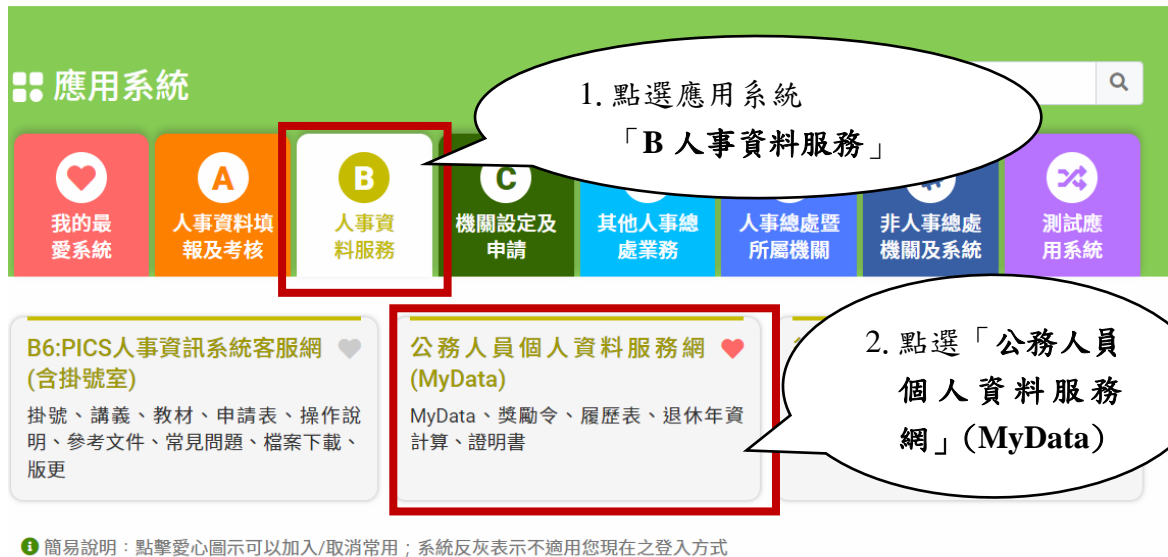 應用系統
1. 點選應用系統
「B 人事資料服務」
我的最
愛系統
A
人事資料填
報及考核
B
人事資
料服務
C
機關設定及
申請
其他人事總
處業務
人事總處暨
所屬機關
非人事總處
機關及系統
測試應
用系統
B6:PICS人事資訊系統客服網
(含掛號室)
掛號、講義、教材、申請表、操作說
明、參考文件、常見問題、檔案下載、
版更
公務人員個人資料服務網
(MyData)
MyData、獎勵令、履歷表、退休年資
計算、證明書
2. 點選「公務人員
個人資料服務
網」(MyData)
簡易說明：點擊愛心圖示可以加入/取消常用；系統反灰表示不適用您現在之登入方式